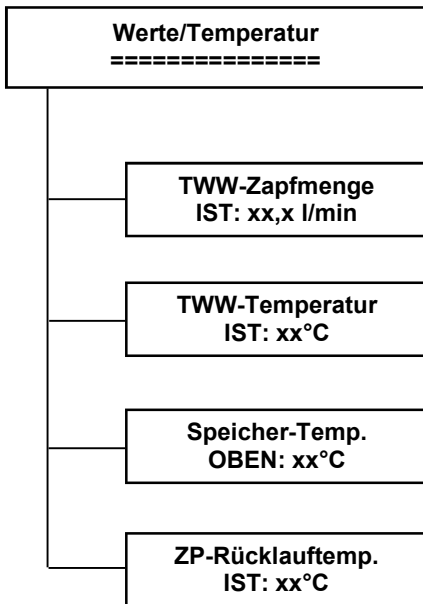 Werte/Temperatur
===============
TWW-Zapfmenge
IST: xx,x l/min
TWW-Temperatur
IST: xx°C
Speicher-Temp.
OBEN: xx°C
ZP-Rücklauftemp.
IST: xx°C